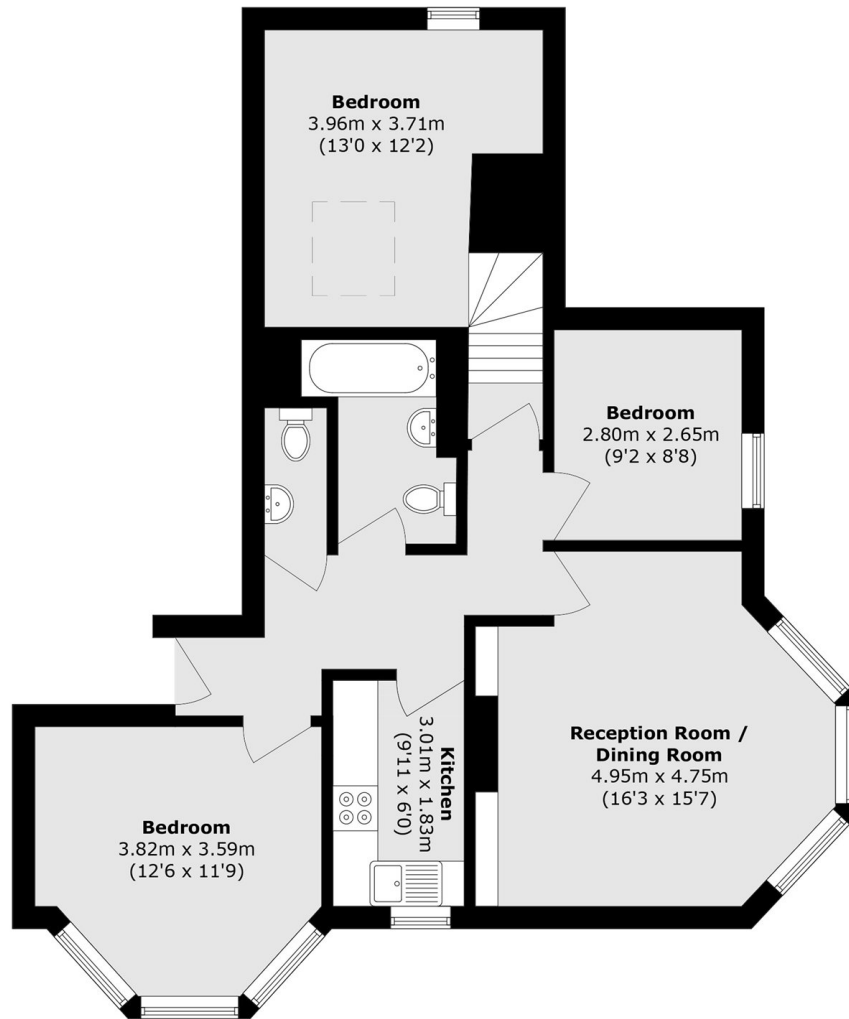 Bedroom
3.96m x 3.71m
(13'0 x 12'2)
Bedroom
2.80m x 2.65m
(9'2 x 8'8)
Reception Room /
Dining Room
4.95m x 4.75m
(16'3 x 15'7)
Kitchen
3.01m x 1.83m
(9'11 x 6'0)
Bedroom
3.82m x 3.59m
(12'6 x 11'9)